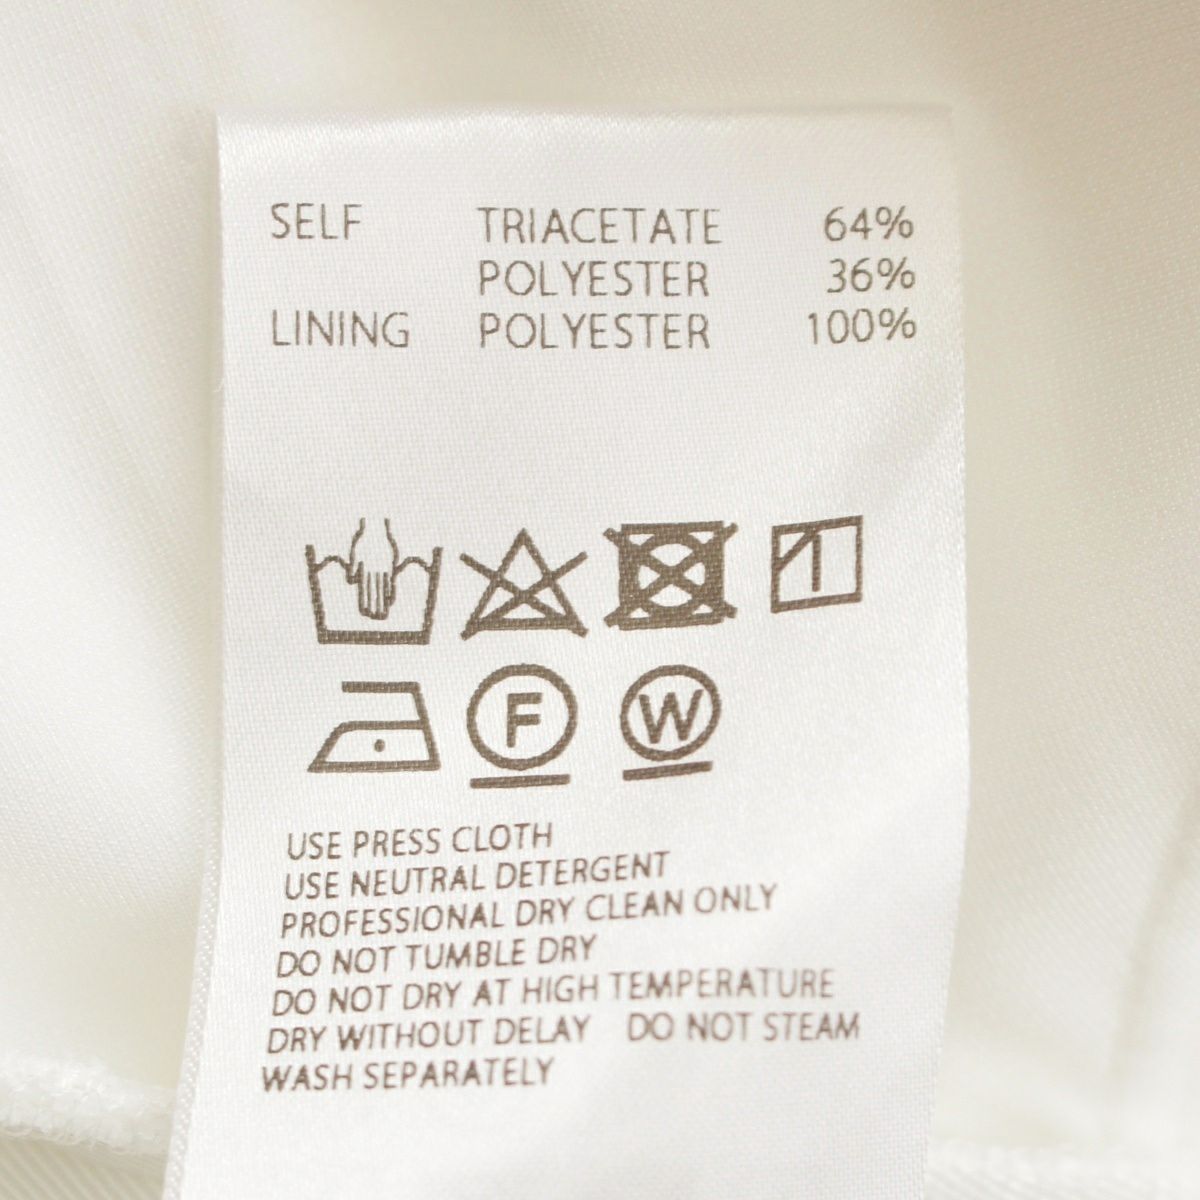 SELF TRIACETATE 64%
POLYESTER 36%
LINING POLYESTER 100%
F W
USE PRESS CLOTH
USE NEUTRAL DETERGENT
PROFESSIONAL DRY CLEAN ONLY
DO NOT TUMBLE DRY
DO NOT DRY AT HIGH TEMPERATURE
DRY WITHOUT DELAY DO NOT STEAM
WASH SEPARATELY